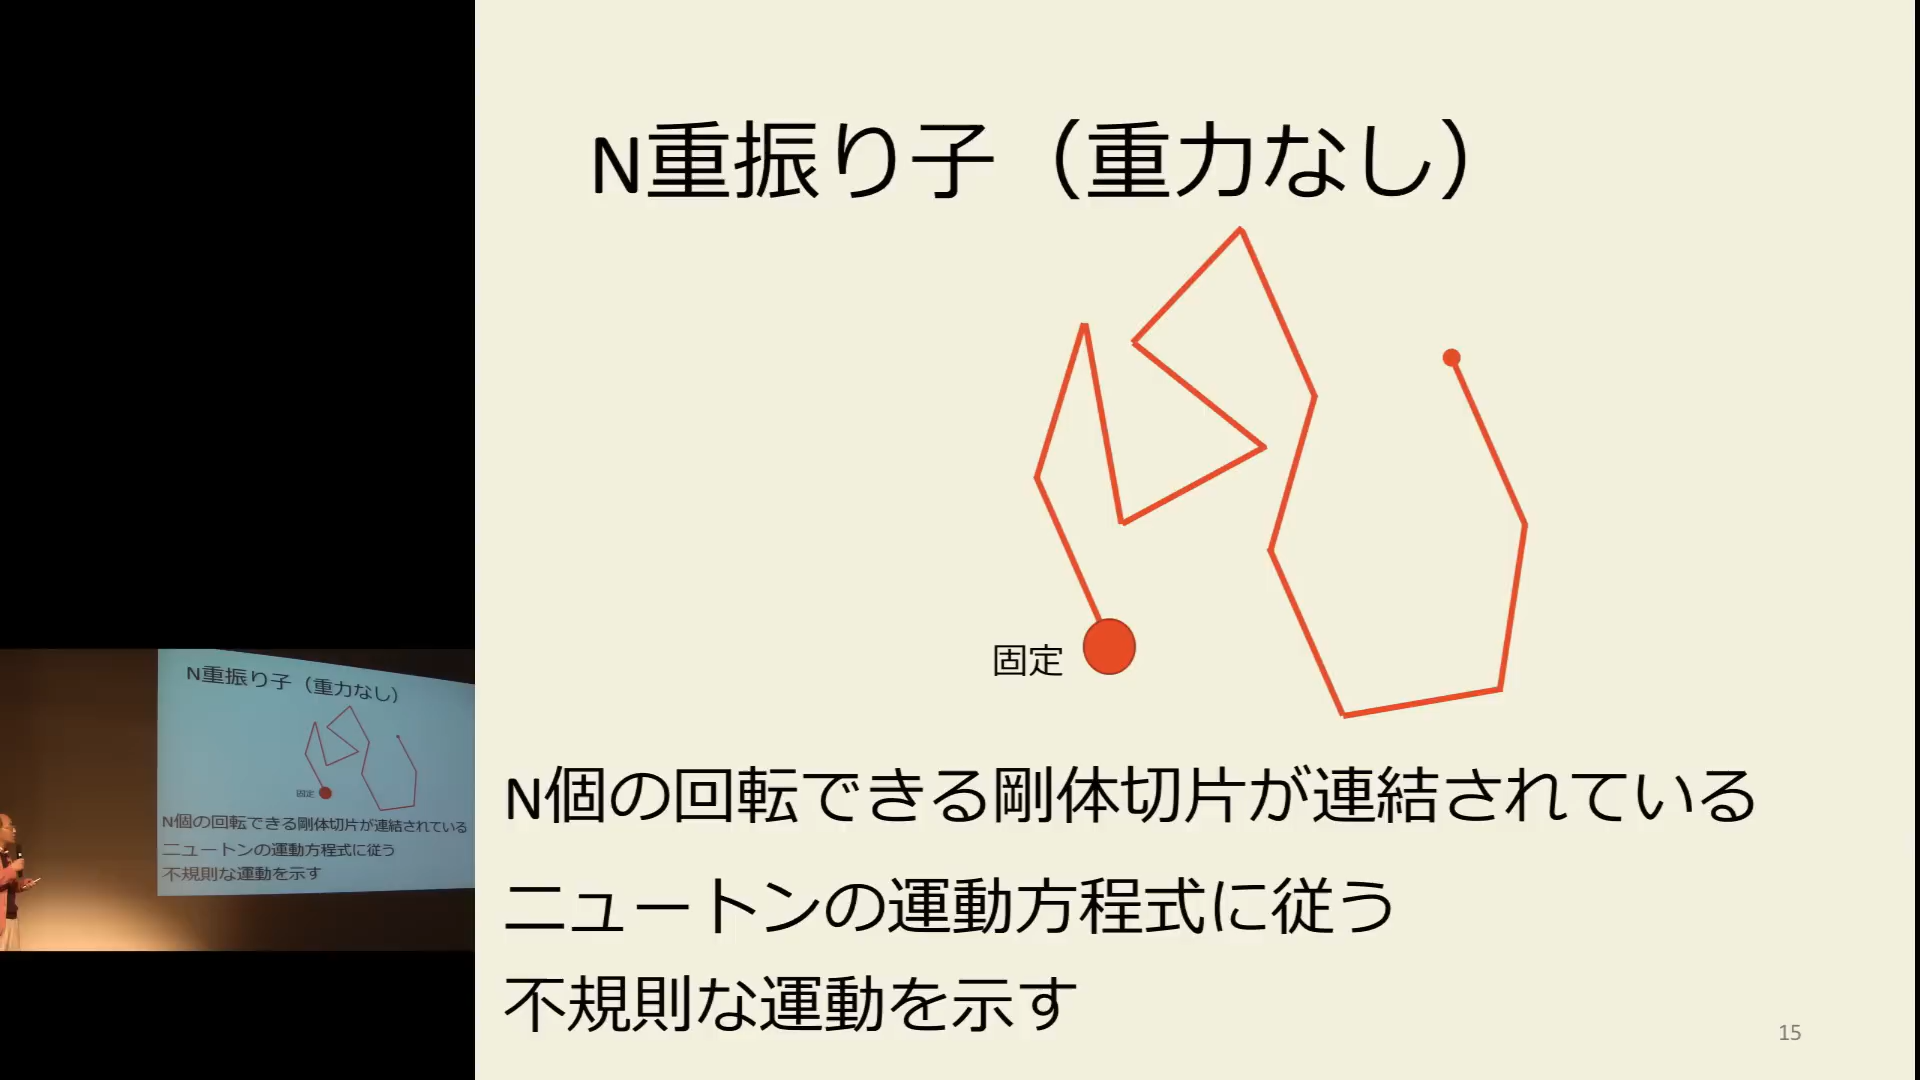 N重振り子（重力なし）
固定
N個の回転できる剛体切片が連結されている
ニュートンの運動方程式に従う
不規則な運動を示す
15
N重振り子（重力なし）
固定
N個の回転できる剛体切片が連結されている
ニュートンの運動方程式に従う
不規則な運動を示す